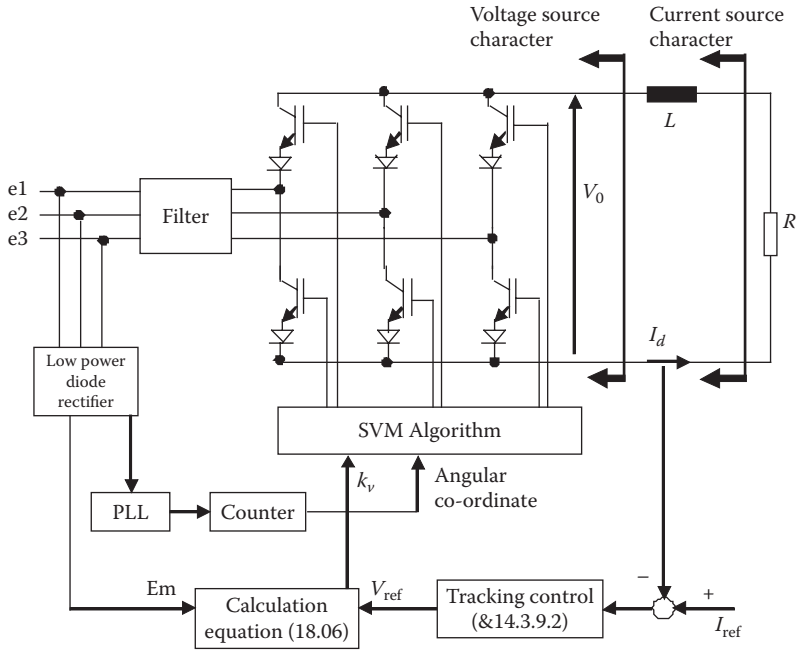 Voltage source
character
Current source
character
L
e1
e2
e3
Filter
V0
R
Id
Low power
diode
rectifier
SVM Algorithm
kv
Angular
co-ordinate
PLL
Counter
Em
Calculation
equation (18.06)
Vref
Tracking control
(&14.3.9.2)
−
+
Iref